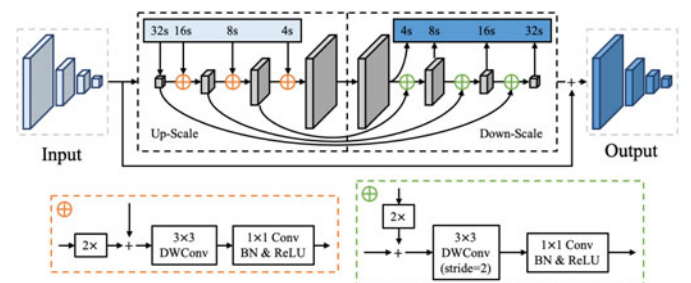 32s 16s 8s 4s
4s 8s 16s 32s
Up-Scale
Down-Scale
+
Input
Output
2×
+
3×3
DWConv
1×1 Conv
BN & ReLU
2×
+
3×3
DWConv
(stride=2)
1×1 Conv
BN & ReLU